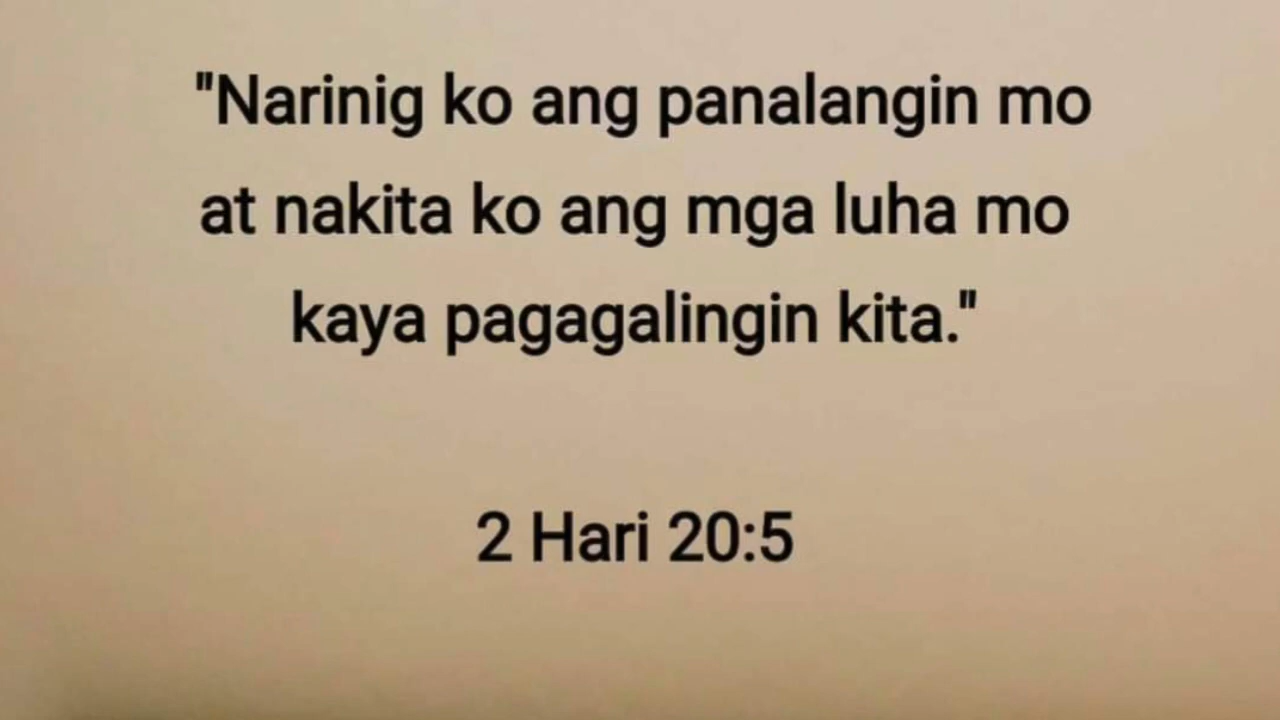 "Narinig ko ang panalangin mo
at nakita ko ang mga luha mo
kaya pagagalingin kita."
2 Hari 20:5